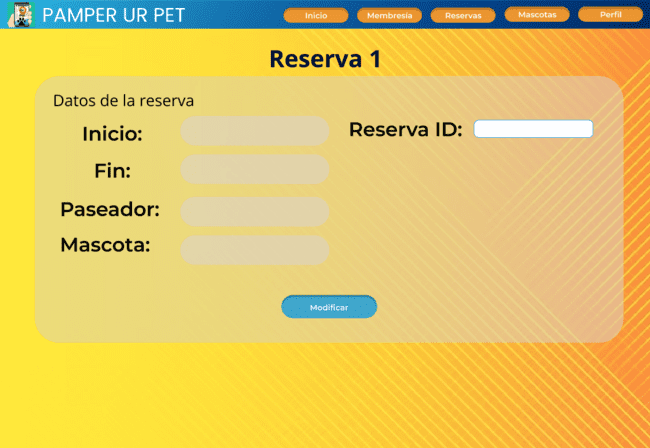 PAMPER UR PET
Inicio
Membresía
Reservas
Mascotas
Perfil
Reserva 1
Datos de la reserva
Inicio:
Reserva ID:
Fin:
Paseador:
Mascota:
Modificar